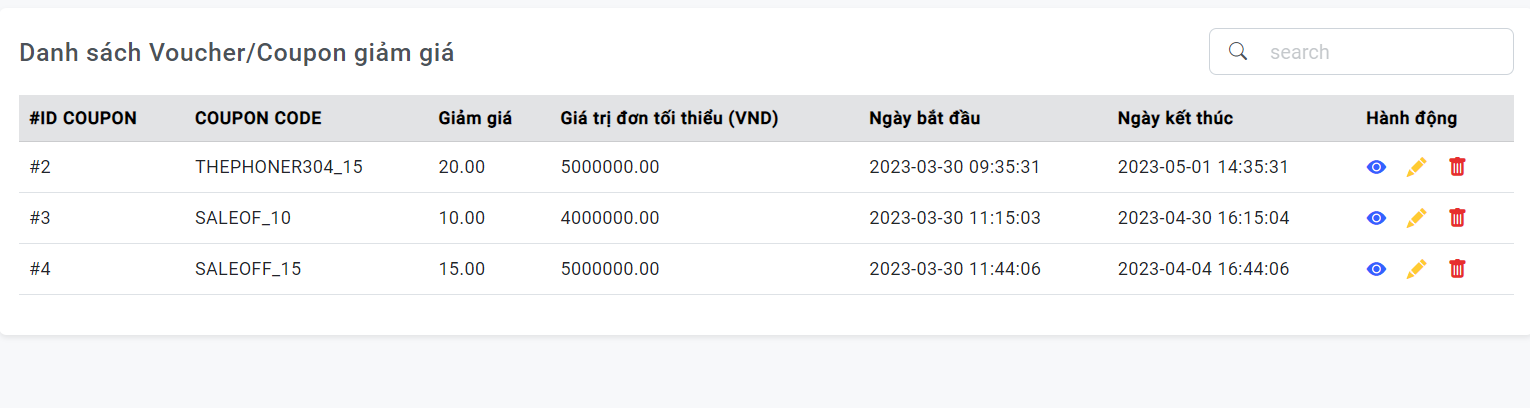 Danh sách Voucher/Coupon giảm giá
search
#ID COUPON COUPON CODE Giảm giá Giá trị đơn tối thiểu (VND) Ngày bắt đầu Ngày kết thúc Hành động
#2 THEPHONER304_15 20.00 5000000.00 2023-03-30 09:35:31 2023-05-01 14:35:31
#3 SALEOF_10 10.00 4000000.00 2023-03-30 11:15:03 2023-04-30 16:15:04
#4 SALEOFF_15 15.00 5000000.00 2023-03-30 11:44:06 2023-04-04 16:44:06